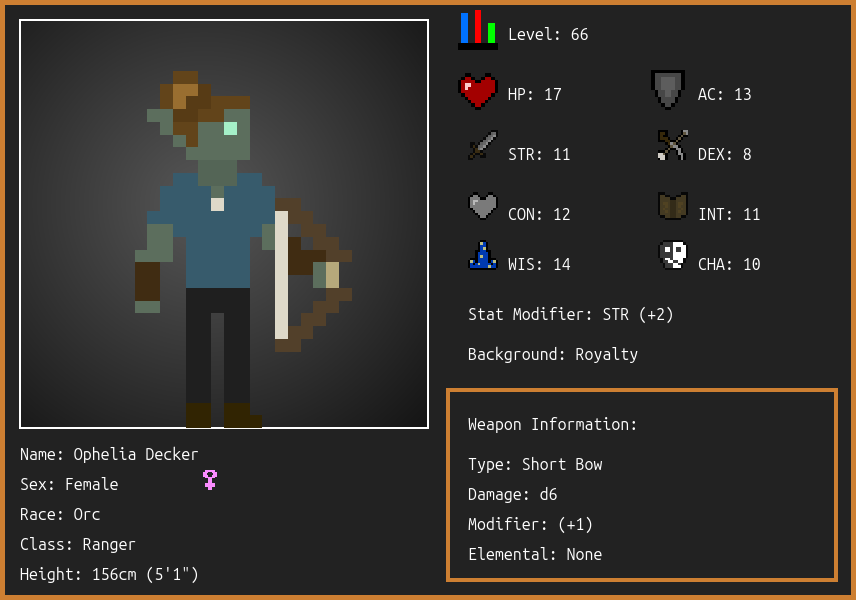 Level: 66
HP: 17
AC: 13
STR: 11
DEX: 8
CON: 12
INT: 11
WIS: 14
CHA: 10
Stat Modifier: STR (+2)
Background: Royalty
Weapon Information:
Type: Short Bow
Damage: d6
Modifier: (+1)
Elemental: None
Name: Ophelia Decker
Sex: Female
Race: Orc
Class: Ranger
Height: 156cm (5'1")